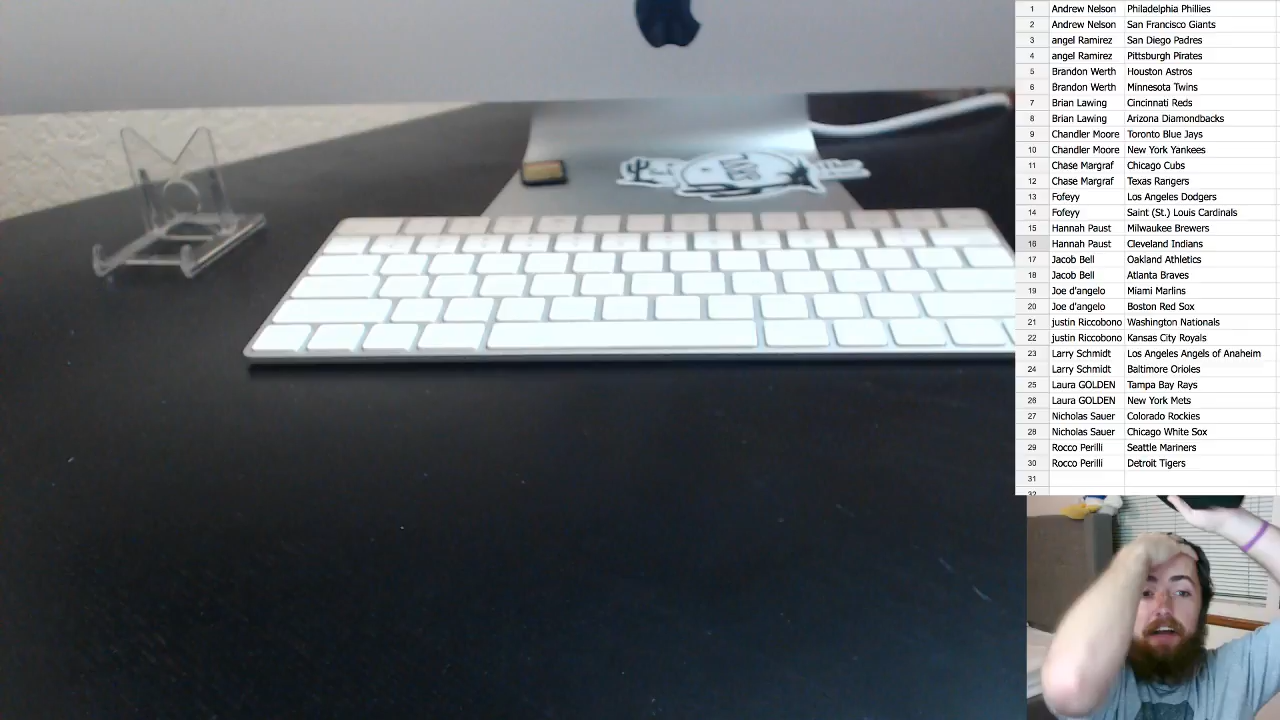 1 Andrew Nelson Philadelphia Phillies
2 Andrew Nelson San Francisco Giants
3 angel Ramirez San Diego Padres
4 angel Ramirez Pittsburgh Pirates
5 Brandon Werth Houston Astros
6 Brandon Werth Minnesota Twins
7 Brian Lawing Cincinnati Reds
8 Brian Lawing Arizona Diamondbacks
9 Chandler Moore Toronto Blue Jays
10 Chandler Moore New York Yankees
11 Chase Margraf Chicago Cubs
12 Chase Margraf Texas Rangers
13 Fofeyy Los Angeles Dodgers
14 Fofeyy Saint (St.) Louis Cardinals
15 Hannah Paust Milwaukee Brewers
16 Hannah Paust Cleveland Indians
17 Jacob Bell Oakland Athletics
18 Jacob Bell Atlanta Braves
19 Joe d'angelo Miami Marlins
20 Joe d'angelo Boston Red Sox
21 justin Riccobono Washington Nationals
22 justin Riccobono Kansas City Royals
23 Larry Schmidt Los Angeles Angels of Anaheim
24 Larry Schmidt Baltimore Orioles
25 Laura GOLDEN Tampa Bay Rays
26 Laura GOLDEN New York Mets
27 Nicholas Sauer Colorado Rockies
28 Nicholas Sauer Chicago White Sox
29 Rocco Perilli Seattle Mariners
30 Rocco Perilli Detroit Tigers
31
32